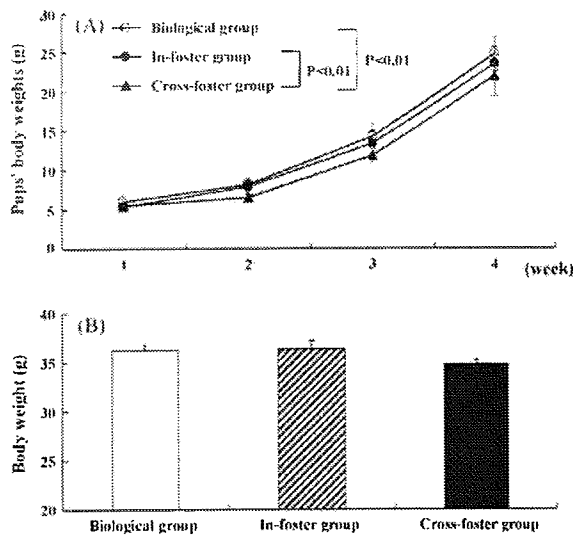 (A)
Biological group
In-foster group
Cross-foster group
P<0.01
P<0.01
Pups' body weights (g)
30
25
20
15
10
5
0
1 2 3 4 (week)
(B)
Body weight (g)
40
35
30
25
20
Biological group In-foster group Cross-foster group